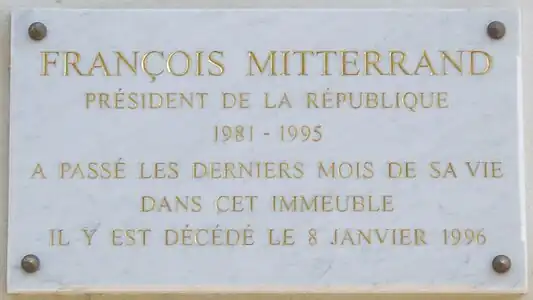 FRANÇOIS MITTERRAND
PRÉSIDENT DE LA RÉPUBLIQUE
1981 - 1995
A PASSÉ LES DERNIERS MOIS DE SA VIE
DANS CET IMMEUBLE
IL Y EST DÉCÉDÉ LE 8 JANVIER 1996